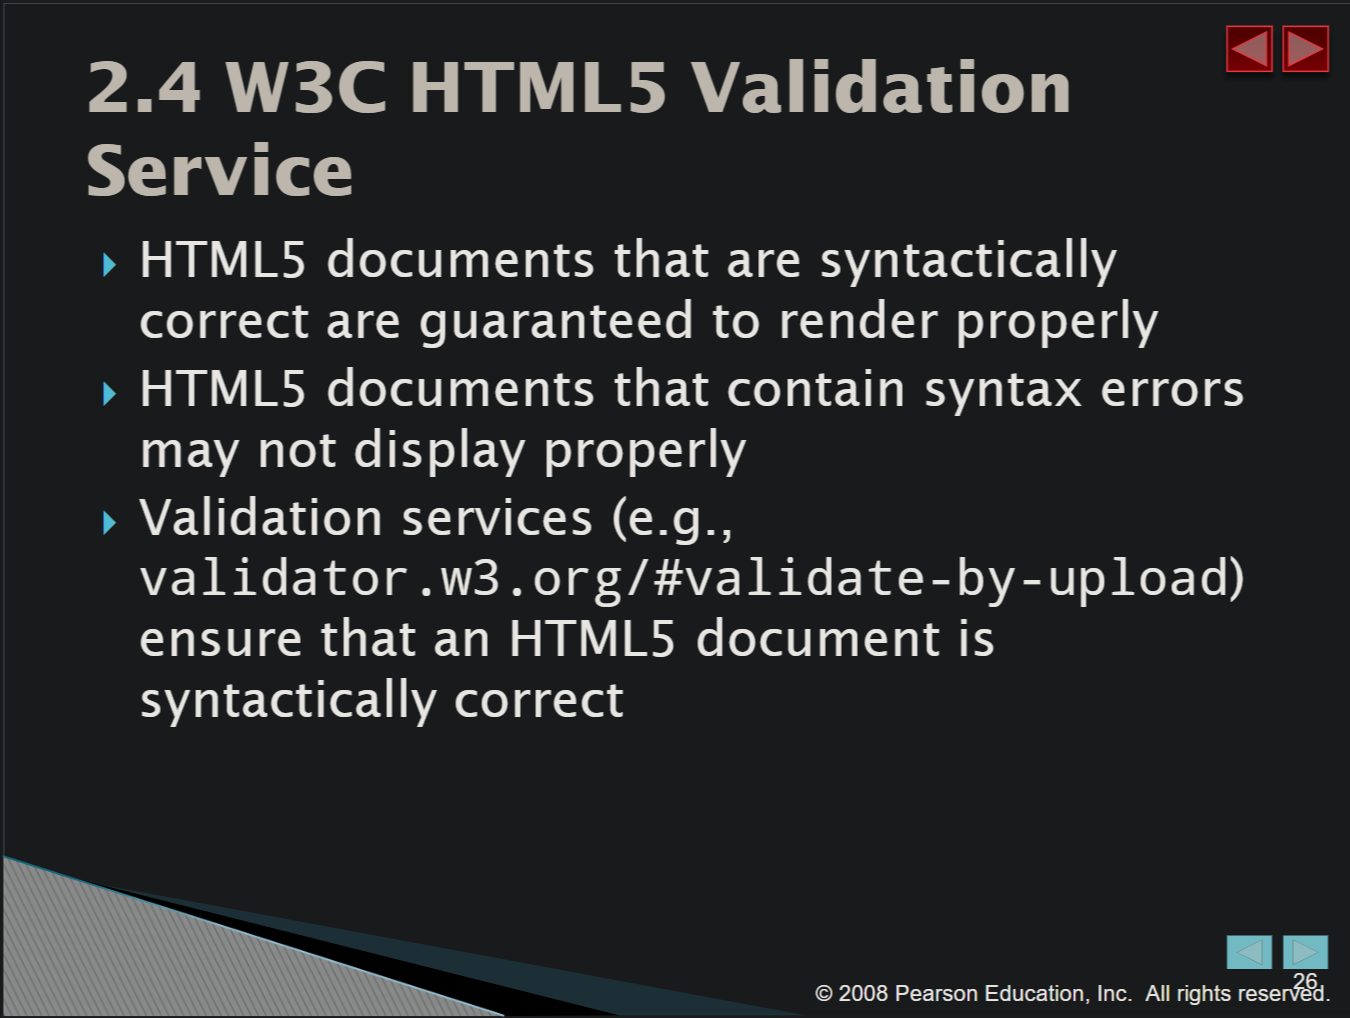 2.4 W3C HTML5 Validation
Service
HTML5 documents that are syntactically
correct are guaranteed to render properly
HTML5 documents that contain syntax errors
may not display properly
Validation services (e.g.,
validator.w3.org/#validate-by-upload)
ensure that an HTML5 document is
syntactically correct
26
© 2008 Pearson Education, Inc. All rights reserved.